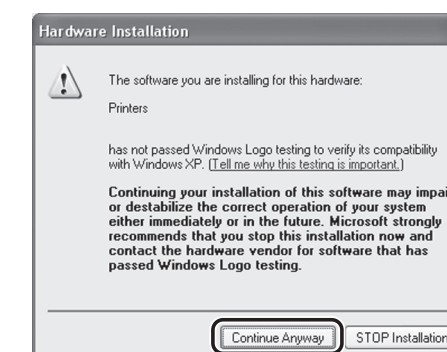 Hardware Installation
The software you are installing for this hardware:
Printers
has not passed Windows Logo testing to verify its compatibility
with Windows XP. (Tell me why this testing is important.)
Continuing your installation of this software may impai
or destabilize the correct operation of your system
either immediately or in the future. Microsoft strongly
recommends that you stop this installation now and
contact the hardware vendor for software that has
passed Windows Logo testing.
Continue Anyway STOP Installation